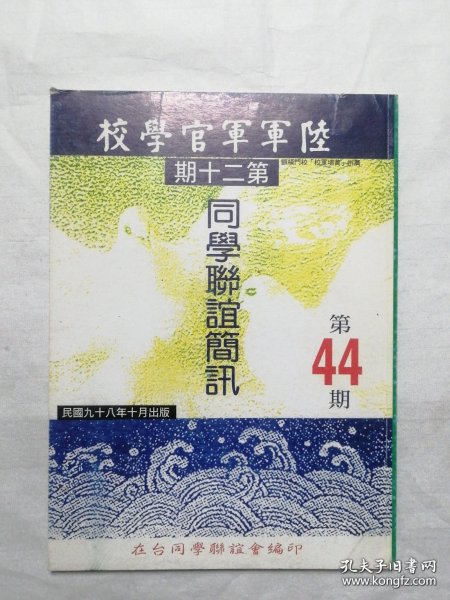 陸軍軍官學校
第二十期
同學聯誼簡訊
第
44
期
民國九十八年十月出版
在台同學聯誼會編印
孔夫子旧书网
www.kongfz.com